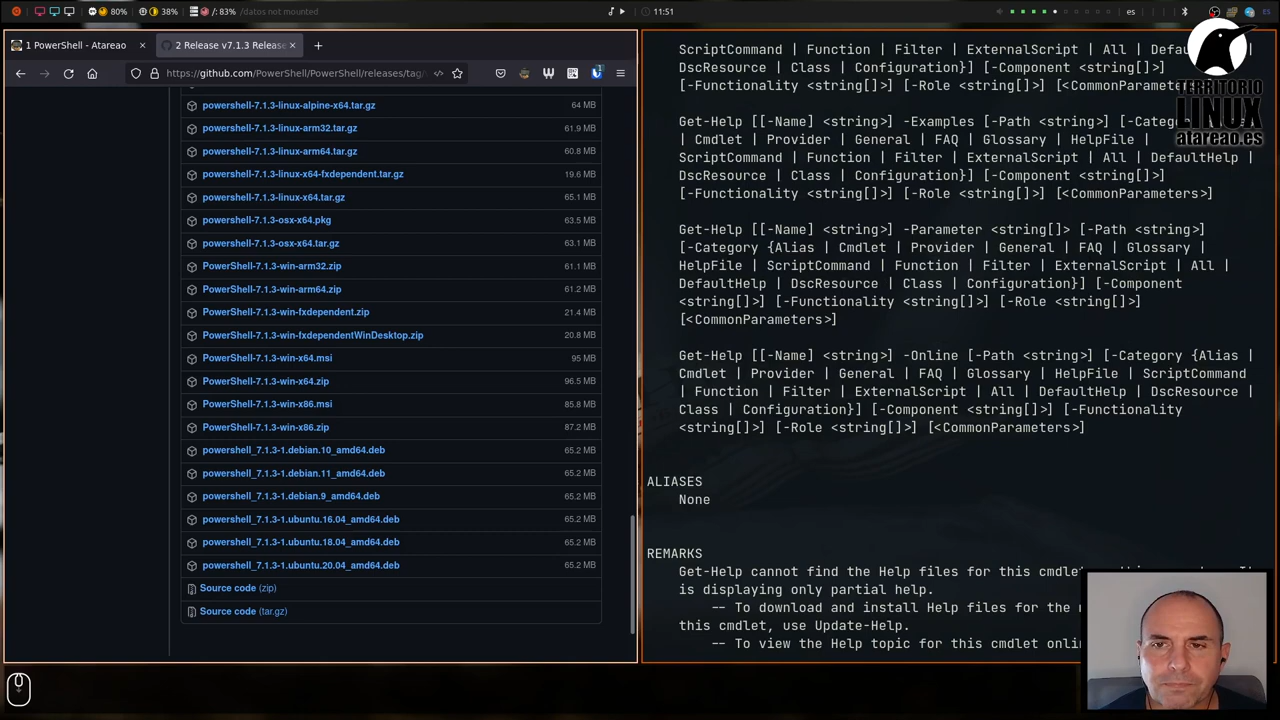 80% 38% /: 83% /datos not mounted
11:51
es
ES
1 PowerShell - Atareao
2 Release v7.1.3 Release
https://github.com/PowerShell/PowerShell/releases/tag/
powershell-7.1.3-linux-alpine-x64.tar.gz 64 MB
powershell-7.1.3-linux-arm32.tar.gz 61.9 MB
powershell-7.1.3-linux-arm64.tar.gz 60.8 MB
powershell-7.1.3-linux-x64-fxdependent.tar.gz 19.6 MB
powershell-7.1.3-linux-x64.tar.gz 65.1 MB
powershell-7.1.3-osx-x64.pkg 63.5 MB
powershell-7.1.3-osx-x64.tar.gz 63.1 MB
PowerShell-7.1.3-win-arm32.zip 61.1 MB
PowerShell-7.1.3-win-arm64.zip 61.2 MB
PowerShell-7.1.3-win-fxdependent.zip 21.4 MB
PowerShell-7.1.3-win-fxdependentWinDesktop.zip 20.8 MB
PowerShell-7.1.3-win-x64.msi 95 MB
PowerShell-7.1.3-win-x64.zip 96.5 MB
PowerShell-7.1.3-win-x86.msi 85.8 MB
PowerShell-7.1.3-win-x86.zip 87.2 MB
powershell_7.1.3-1.debian.10_amd64.deb 65.2 MB
powershell_7.1.3-1.debian.11_amd64.deb 65.2 MB
powershell_7.1.3-1.debian.9_amd64.deb 65.2 MB
powershell_7.1.3-1.ubuntu.16.04_amd64.deb 65.2 MB
powershell_7.1.3-1.ubuntu.18.04_amd64.deb 65.2 MB
powershell_7.1.3-1.ubuntu.20.04_amd64.deb 65.2 MB
Source code (zip)
Source code (tar.gz)
ScriptCommand | Function | Filter | ExternalScript | All |
DscResource | Class | Configuration}] [-Component <string[]>]
[-Functionality <string[]>] [-Role <string[]>] [<CommonParameters>]
Get-Help [[-Name] <string>] -Examples [-Path <string>]
| Cmdlet | Provider | General | FAQ | Glossary | HelpFile |
ScriptCommand | Function | Filter | ExternalScript | All | DefaultHelp |
DscResource | Class | Configuration}] [-Component <string[]>]
[-Functionality <string[]>] [-Role <string[]>] [<CommonParameters>]
Get-Help [[-Name] <string>] -Parameter <string[]> [-Path <string>]
[-Category {Alias | Cmdlet | Provider | General | FAQ | Glossary |
HelpFile | ScriptCommand | Function | Filter | ExternalScript | All |
DefaultHelp | DscResource | Class | Configuration}] [-Component
<string[]>] [-Functionality <string[]>] [-Role <string[]>]
[<CommonParameters>]
Get-Help [[-Name] <string>] -Online [-Path <string>] [-Category {Alias |
Cmdlet | Provider | General | FAQ | Glossary | HelpFile | ScriptCommand
| Function | Filter | ExternalScript | All | DefaultHelp | DscResource |
Class | Configuration}] [-Component <string[]>] [-Functionality
<string[]>] [-Role <string[]>] [<CommonParameters>]
ALIASES
None
REMARKS
Get-Help cannot find the Help files for this cmdlet
is displaying only partial help.
-- To download and install Help files for the
this cmdlet, use Update-Help.
-- To view the Help topic for this cmdlet
TERRITORIO
LINUX
atareao.es